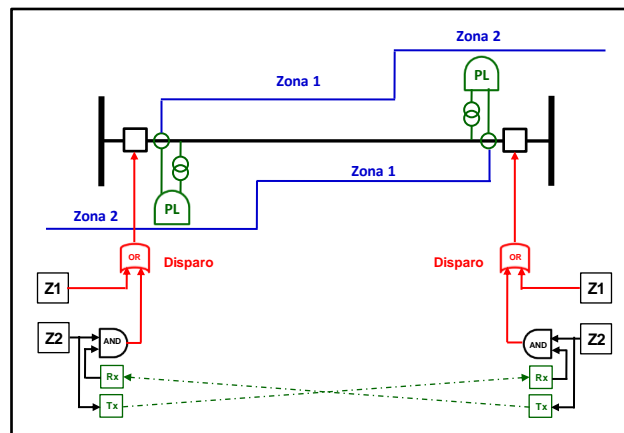 Zona 2
Zona 1
PL
Zona 1
PL
Zona 2
OR
Disparo
Disparo
OR
Z1
Z1
Z2
AND
AND
Z2
Rx
Rx
Tx
Tx